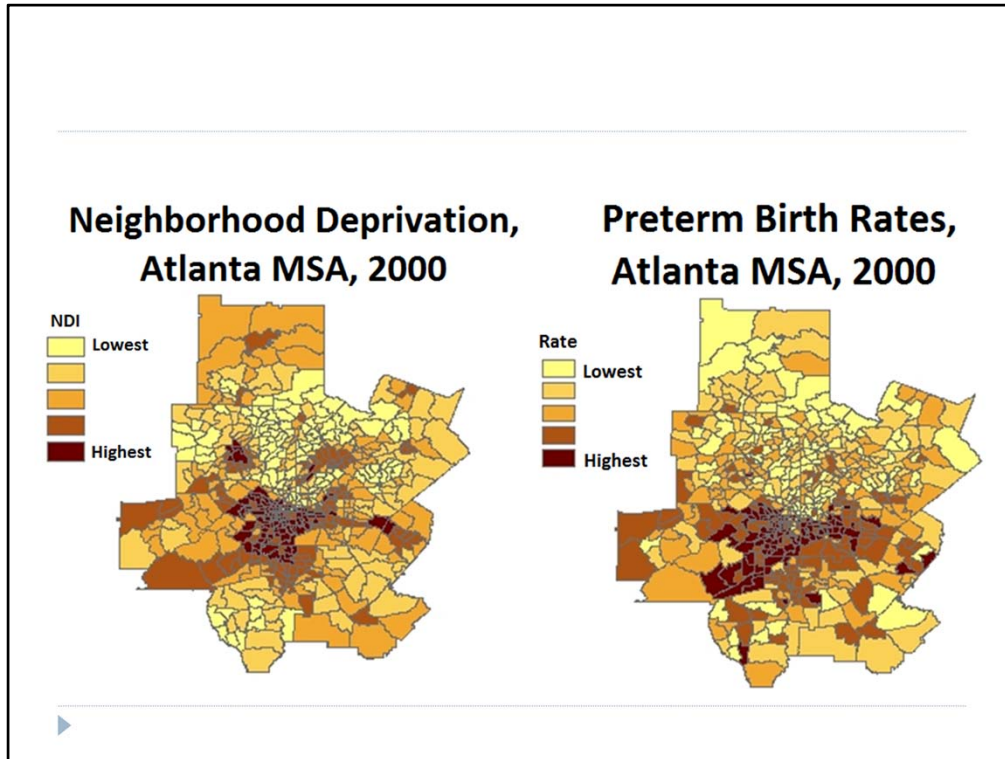 Neighborhood Deprivation,
Atlanta MSA, 2000
NDI
Lowest
Highest
Preterm Birth Rates,
Atlanta MSA, 2000
Rate
Lowest
Highest